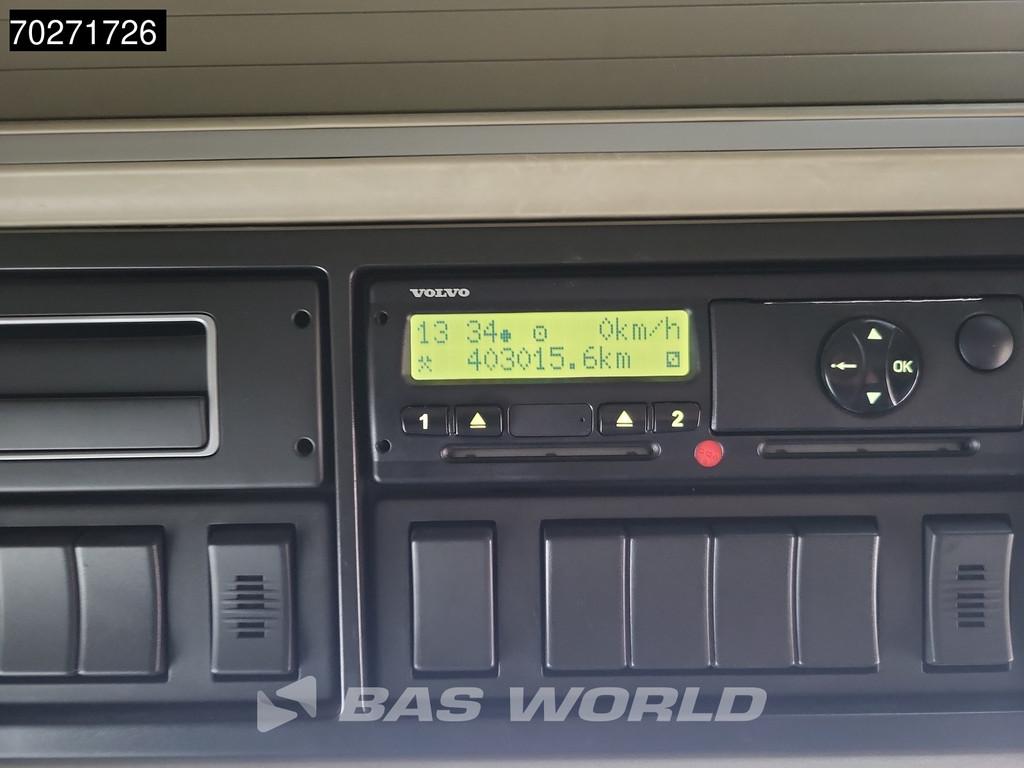 70271726
VOLVO
13 34 0km/h
403015.6km
1 2
OK
BAS WORLD